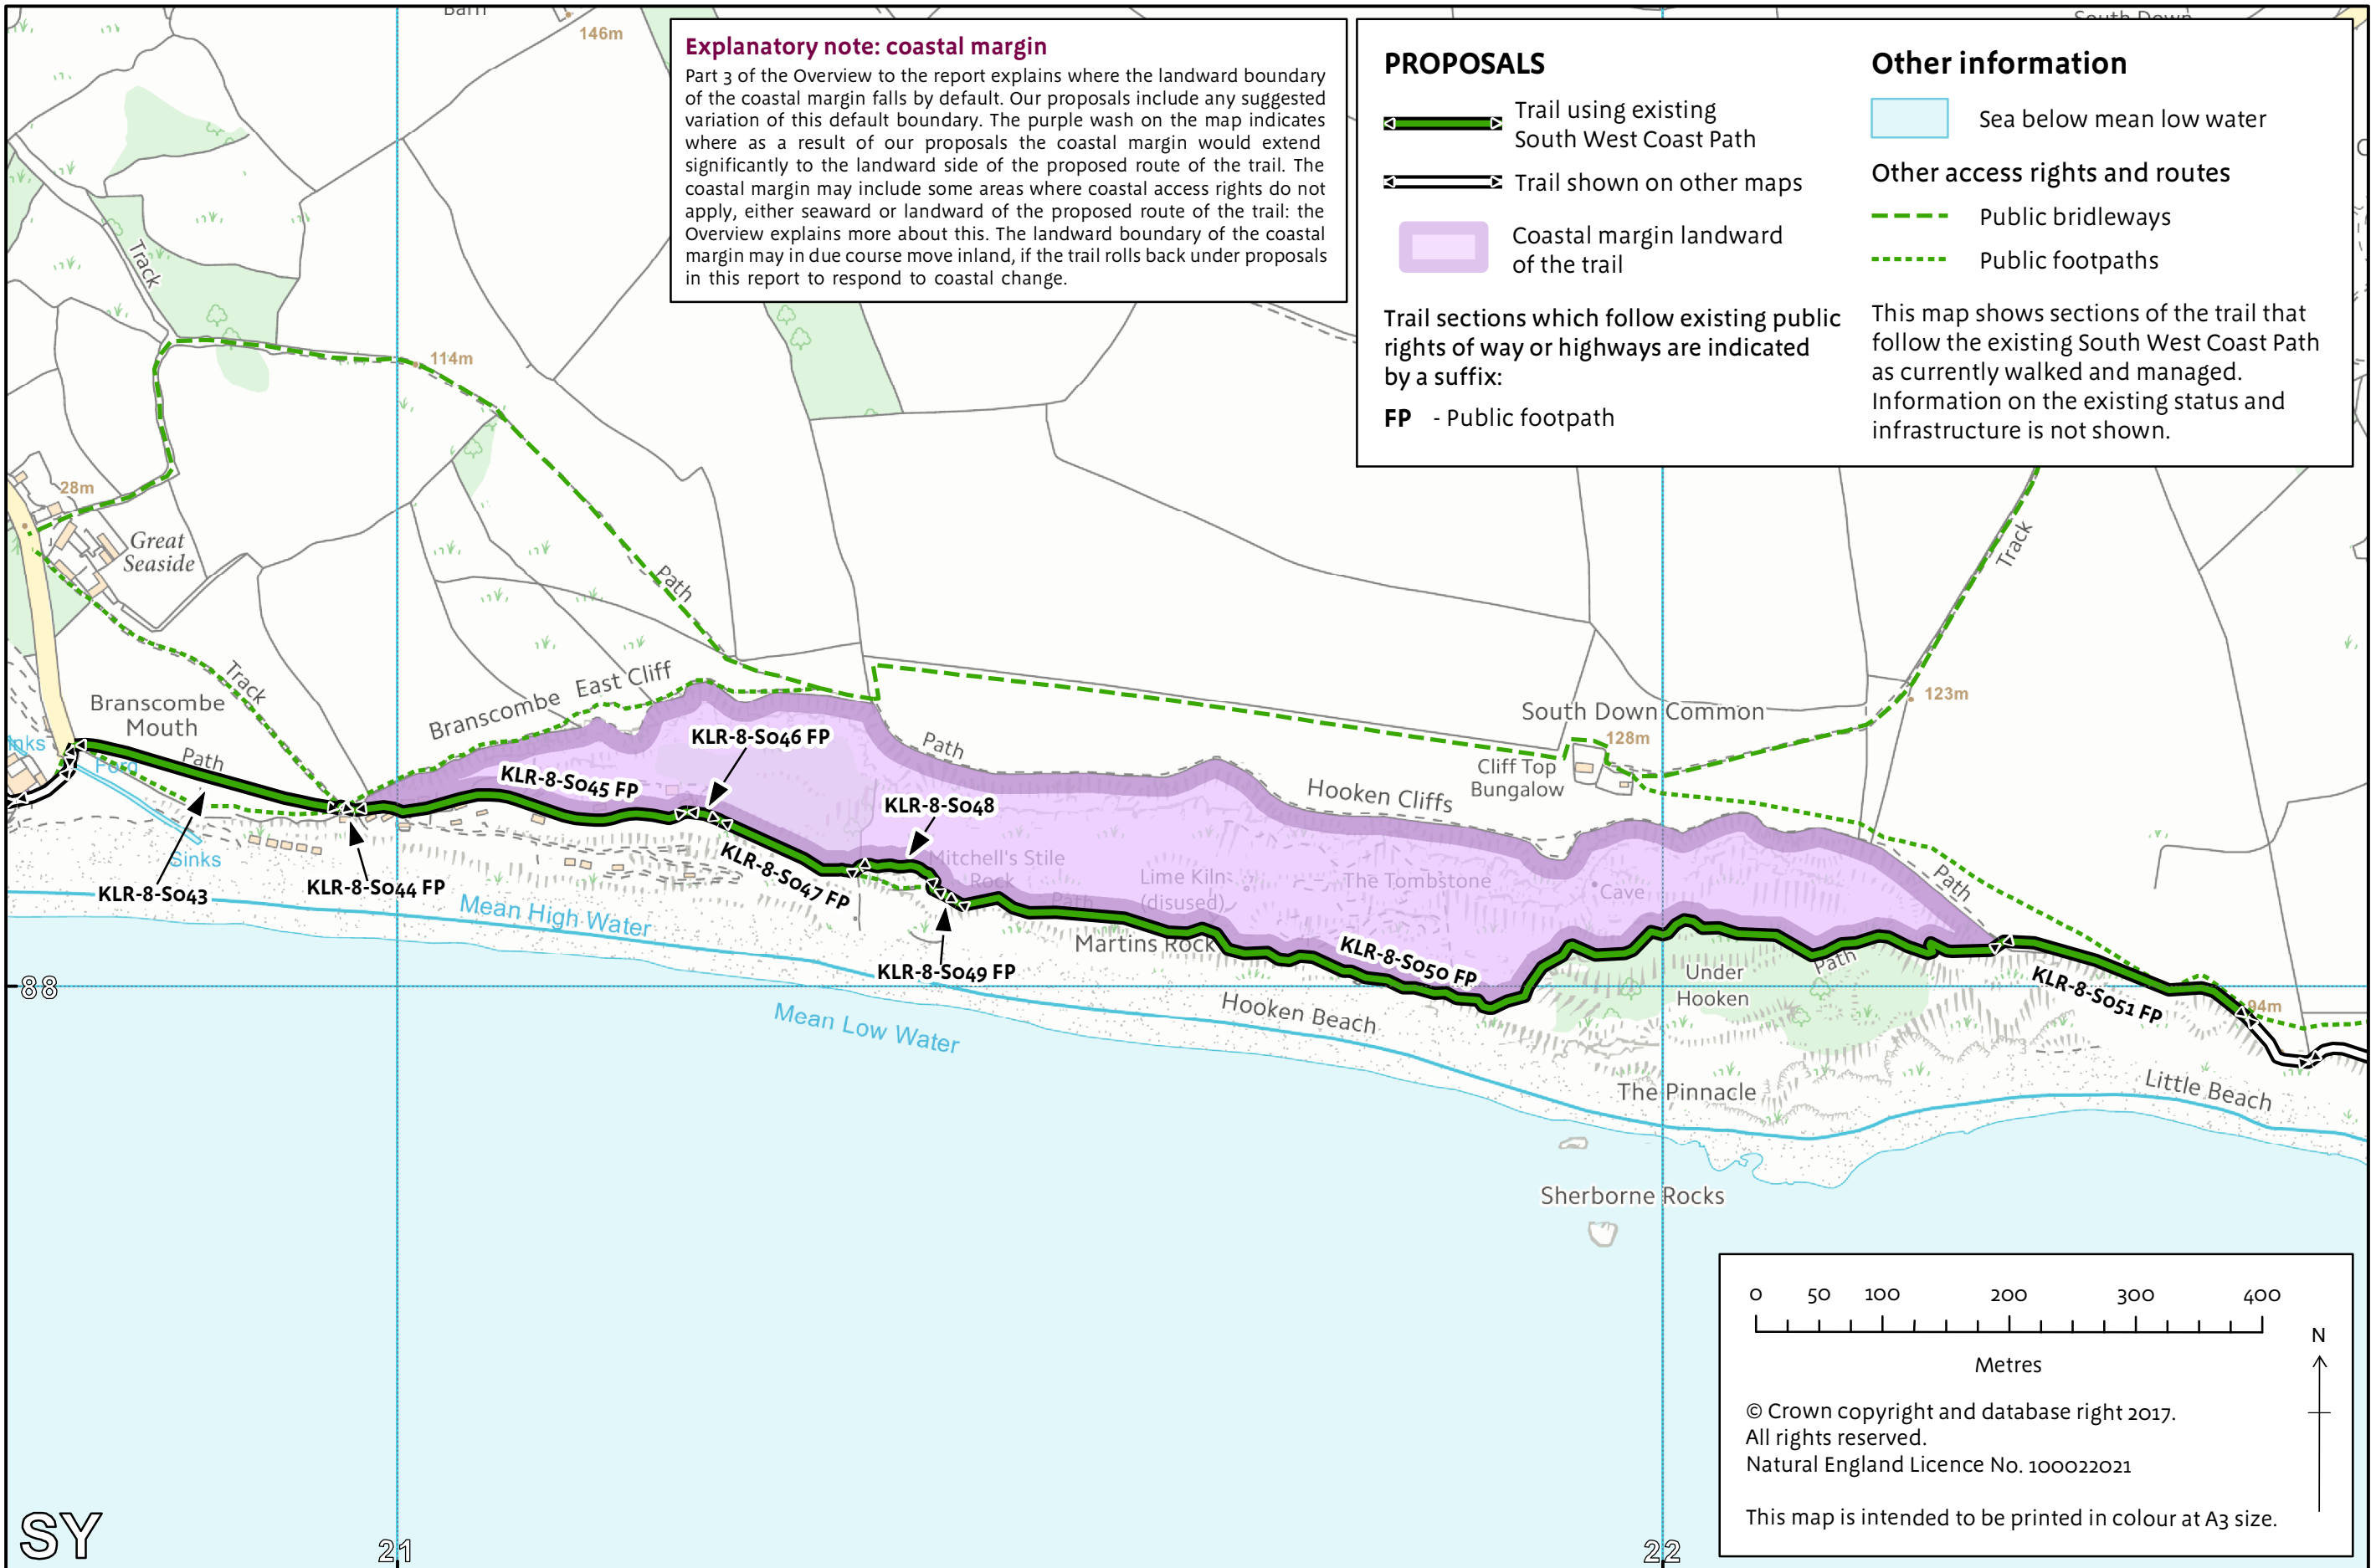 Barn
146m
South Down
Explanatory note: coastal margin
Part 3 of the Overview to the report explains where the landward boundary
of the coastal margin falls by default. Our proposals include any suggested
variation of this default boundary. The purple wash on the map indicates
where as a result of our proposals the coastal margin would extend
significantly to the landward side of the proposed route of the trail. The
coastal margin may include some areas where coastal access rights do not
apply, either seaward or landward of the proposed route of the trail: the
Overview explains more about this. The landward boundary of the coastal
margin may in due course move inland, if the trail rolls back under proposals
in this report to respond to coastal change.
PROPOSALS
Trail using existing
South West Coast Path
Trail shown on other maps
Coastal margin landward
of the trail
Trail sections which follow existing public
rights of way or highways are indicated
by a suffix:
FP - Public footpath
Other information
Sea below mean low water
Other access rights and routes
Public bridleways
Public footpaths
This map shows sections of the trail that
follow the existing South West Coast Path
as currently walked and managed.
Information on the existing status and
infrastructure is not shown.
Track
114m
28m
Great
Seaside
Path
Track
Track
Branscombe
Mouth
Branscombe East Cliff
123m
South Down Common
128m
Cliff Top
Bungalow
KLR-8-S046 FP
Path
nks
Ford
Path
KLR-8-S045 FP
Hooken Cliffs
KLR-8-S048
Sinks
KLR-8-S043
KLR-8-S044 FP
KLR-8-S047 FP
Mitchell's Stile
Rock
Path
Lime Kiln
(disused)
The Tombstone
Cave
Path
Mean High Water
Martins Rock
KLR-8-S049 FP
KLR-8-S050 FP
Under
Hooken
Path
KLR-8-S051 FP
94m
88
Hooken Beach
Mean Low Water
The Pinnacle
Little Beach
Sherborne Rocks
0 50 100 200 300 400
Metres
N
© Crown copyright and database right 2017.
All rights reserved.
Natural England Licence No. 100022021
This map is intended to be printed in colour at A3 size.
SY
21
22